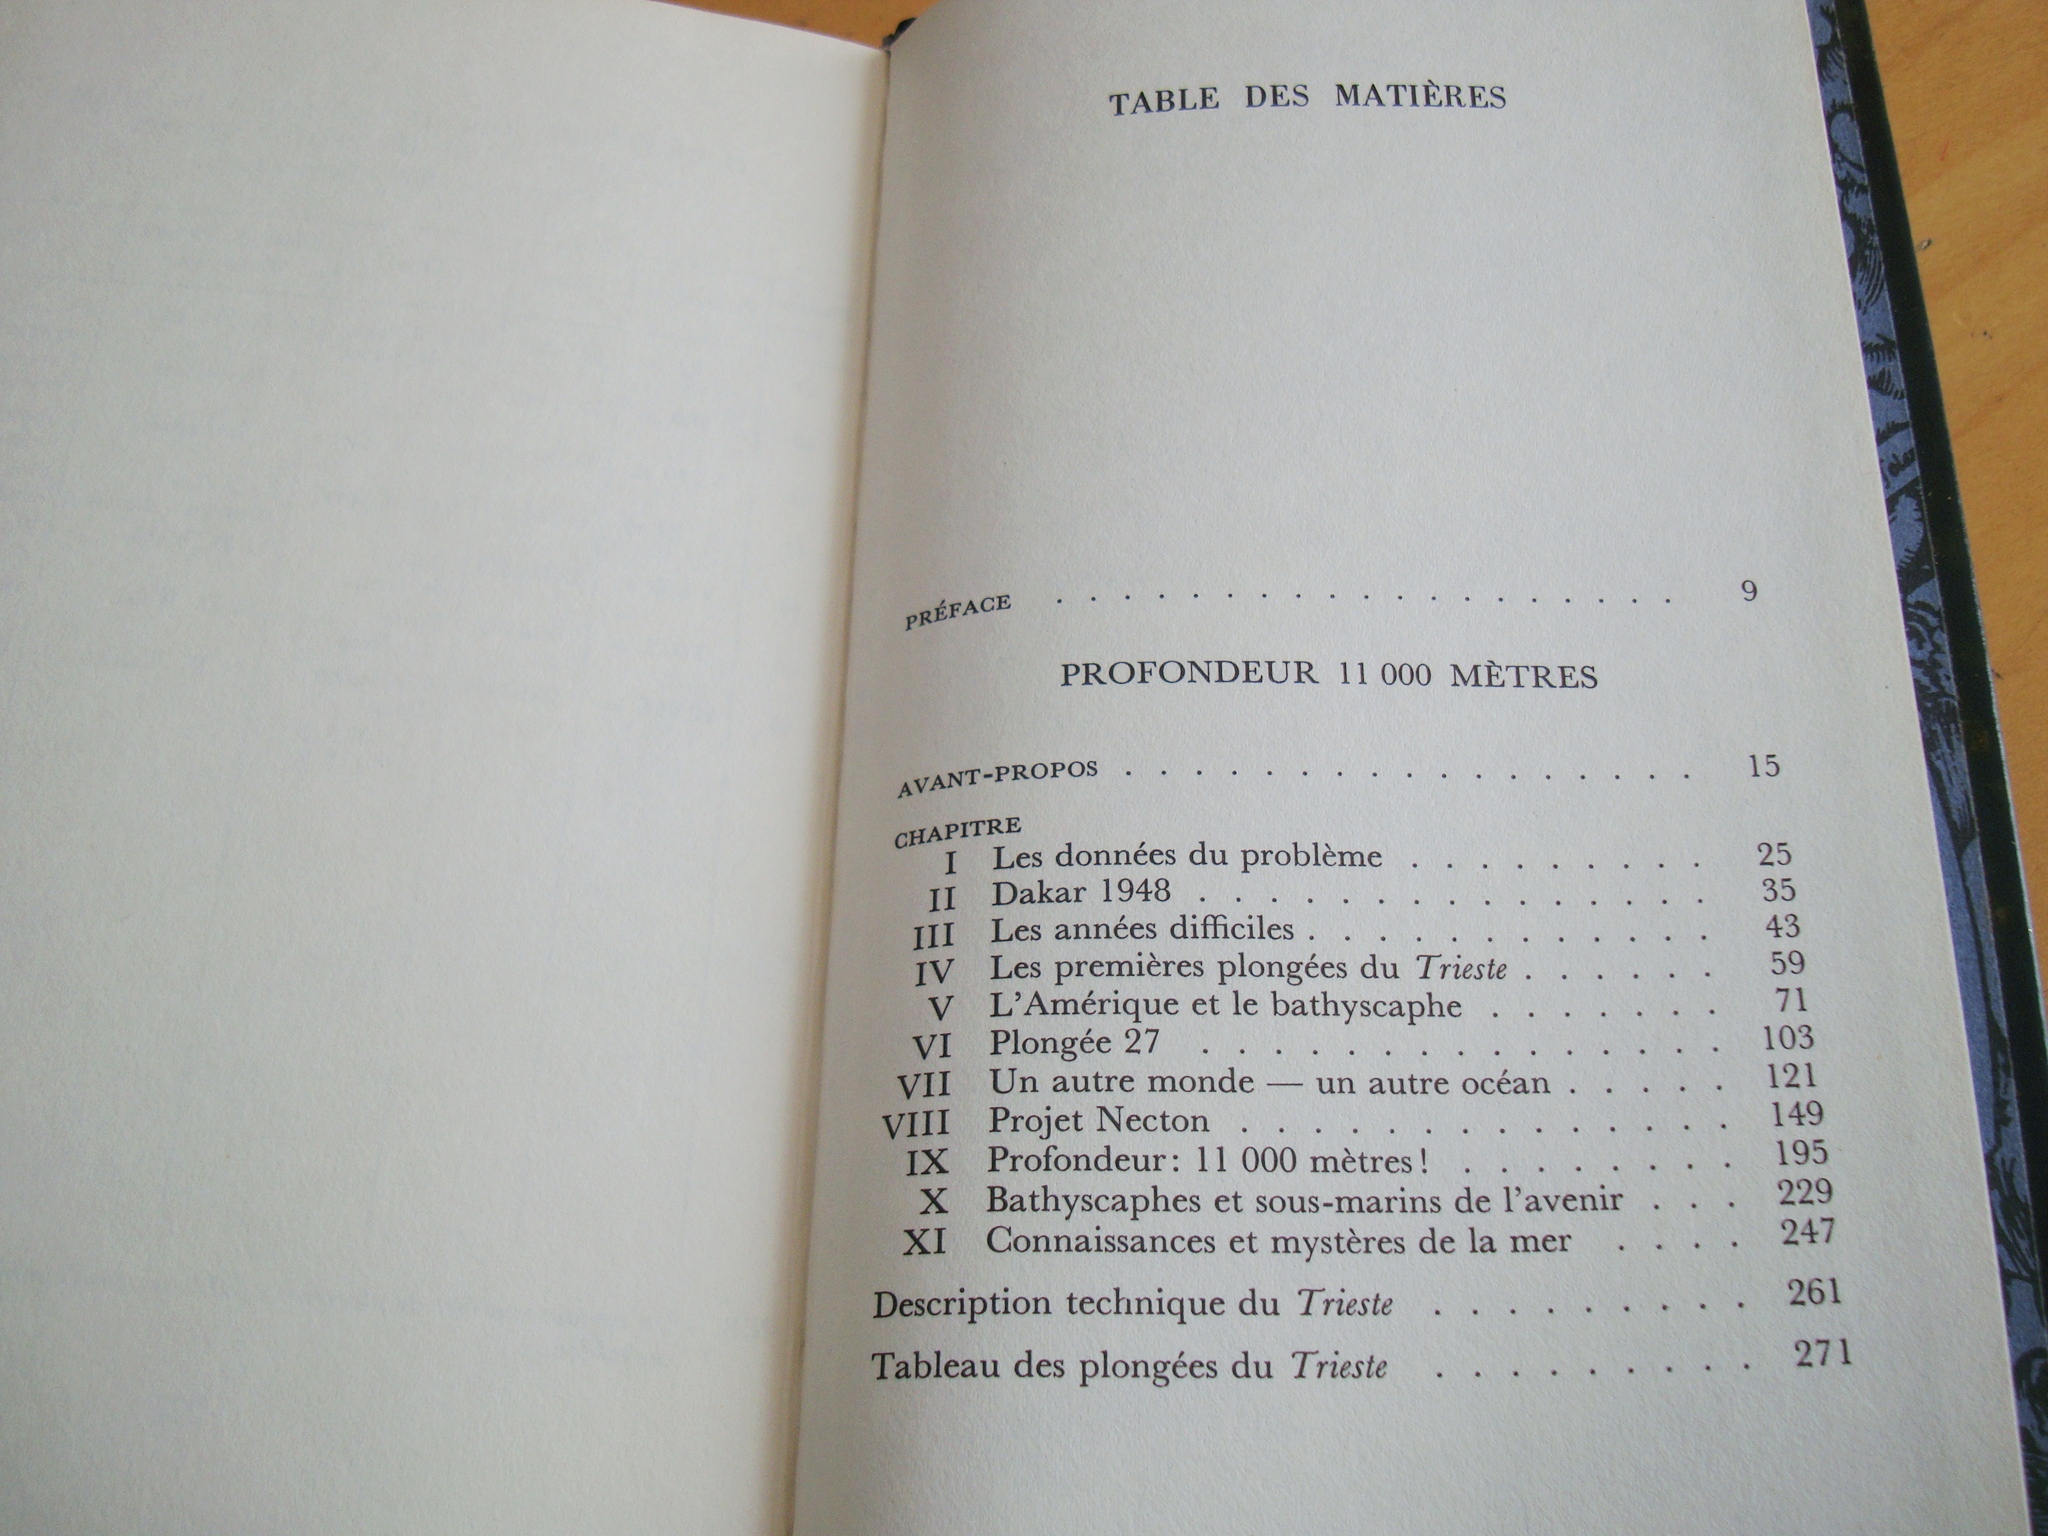 TABLE DES MATIÈRES
PRÉFACE . . . . . . . . . . . . . . . . . . . 9
PROFONDEUR 11 000 MÈTRES
AVANT-PROPOS . . . . . . . . . . . . . . . . . 15
CHAPITRE
I Les données du problème . . . . . . . . . 25
II Dakar 1948 . . . . . . . . . . . . . . . 35
III Les années difficiles . . . . . . . . . . . . 43
IV Les premières plongées du Trieste . . . . . . 59
V L'Amérique et le bathyscaphe . . . . . . . 71
VI Plongée 27 . . . . . . . . . . . . . . . 103
VII Un autre monde — un autre océan . . . . . 121
VIII Projet Necton . . . . . . . . . . . . . . 149
IX Profondeur: 11 000 mètres! . . . . . . . . 195
X Bathyscaphes et sous-marins de l'avenir . . . 229
XI Connaissances et mystères de la mer . . . . 247
Description technique du Trieste . . . . . . . . . 261
Tableau des plongées du Trieste . . . . . . . . . 271